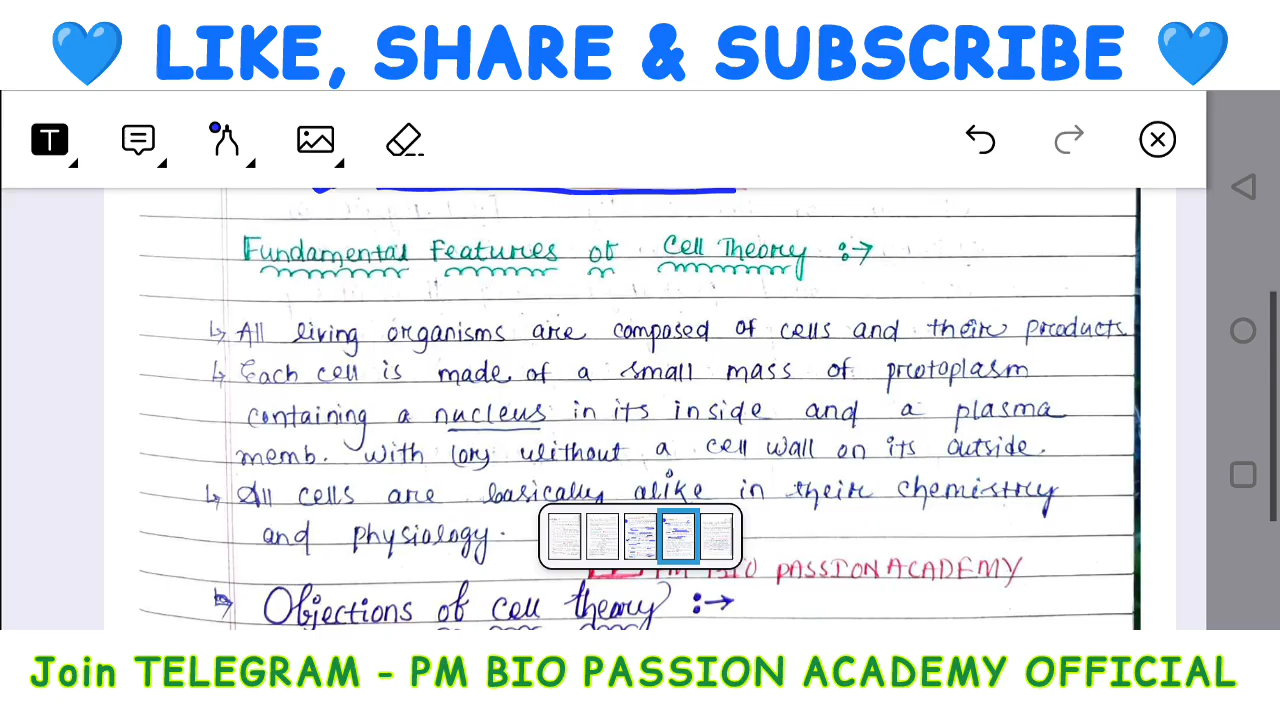 💙 LIKE, SHARE & SUBSCRIBE 💙
T
Fundamental Features of Cell Theory :→
↳ All living organisms are composed of cells and their products
↳ Each cell is made of a small mass of protoplasm
containing a nucleus in its inside and a plasma
memb. with (or) without a cell wall on its outside.
↳ All cells are basically alike in their chemistry
and physiology.
PM BIO PASSION ACADEMY
Objections of cell theory :→
Join TELEGRAM - PM BIO PASSION ACADEMY OFFICIAL